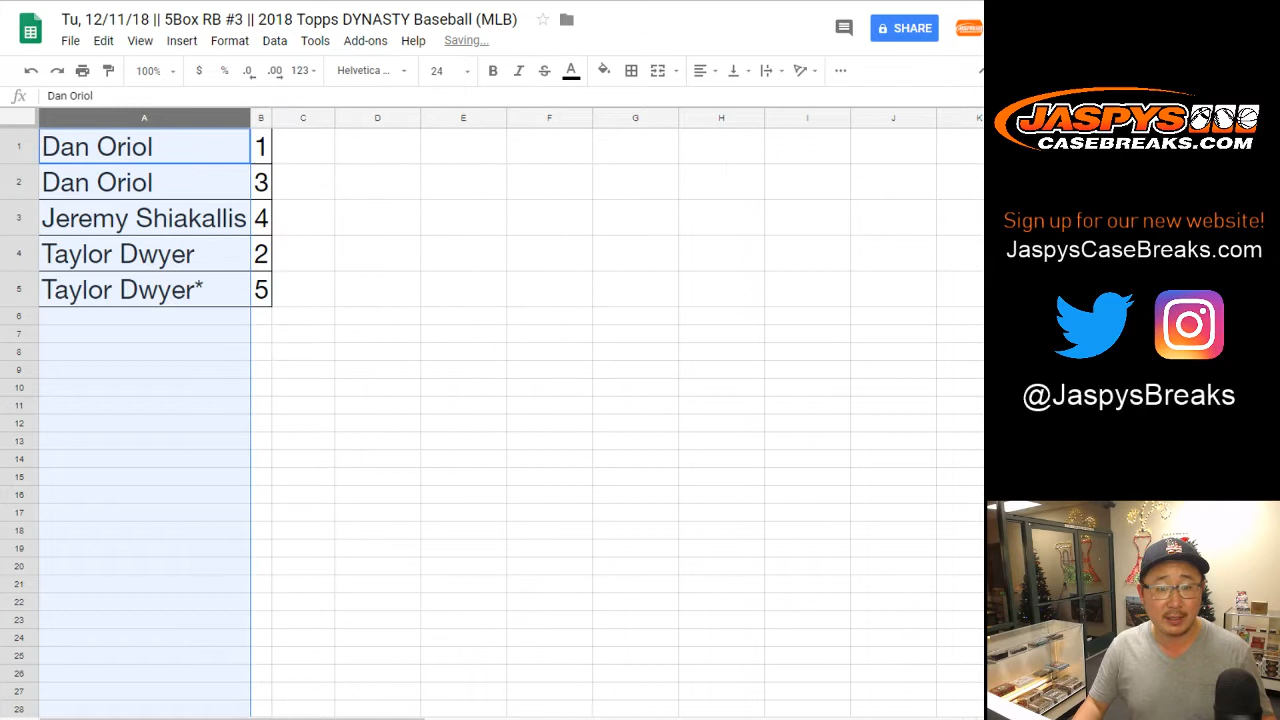 Tu, 12/11/18 || 5Box RB #3 || 2018 Topps DYNASTY Baseball (MLB)
File Edit View Insert Format Data Tools Add-ons Help Saving...
SHARE
JASPYS
100% $ % .0 .00 123 Helvetica ... 24 B I S A ...
fx Dan Oriol
A B C D E F G H I J K
1 Dan Oriol 1
2 Dan Oriol 3
3 Jeremy Shiakallis 4
4 Taylor Dwyer 2
5 Taylor Dwyer* 5
6
7
8
9
10
11
12
13
14
15
16
17
18
19
20
21
22
23
24
25
26
27
28
JASPYS
CASEBREAKS.COM
Sign up for our new website!
JaspysCaseBreaks.com
@JaspysBreaks